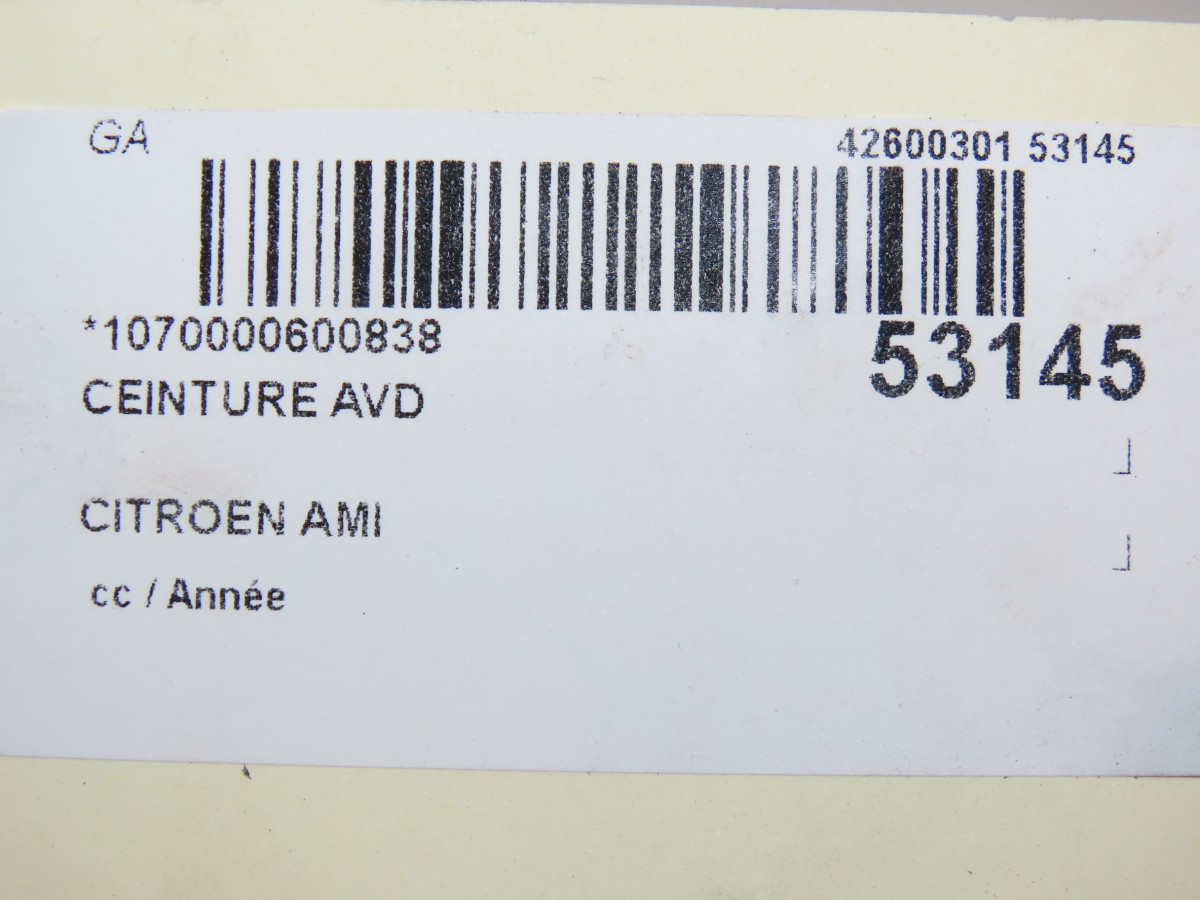 GA
42600301 53145
*1070000600838
53145
CEINTURE AVD
CITROEN AMI
cc / Année